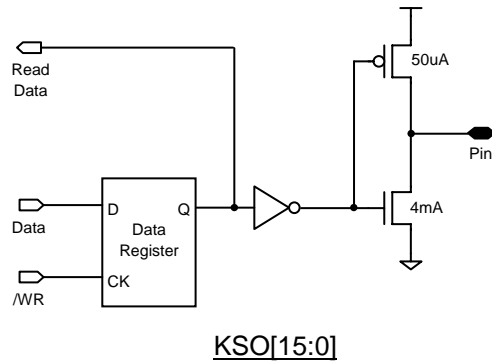 Read
Data
50uA
Pin
D
Q
Data
Register
4mA
Data
CK
/WR
KSO[15:0]